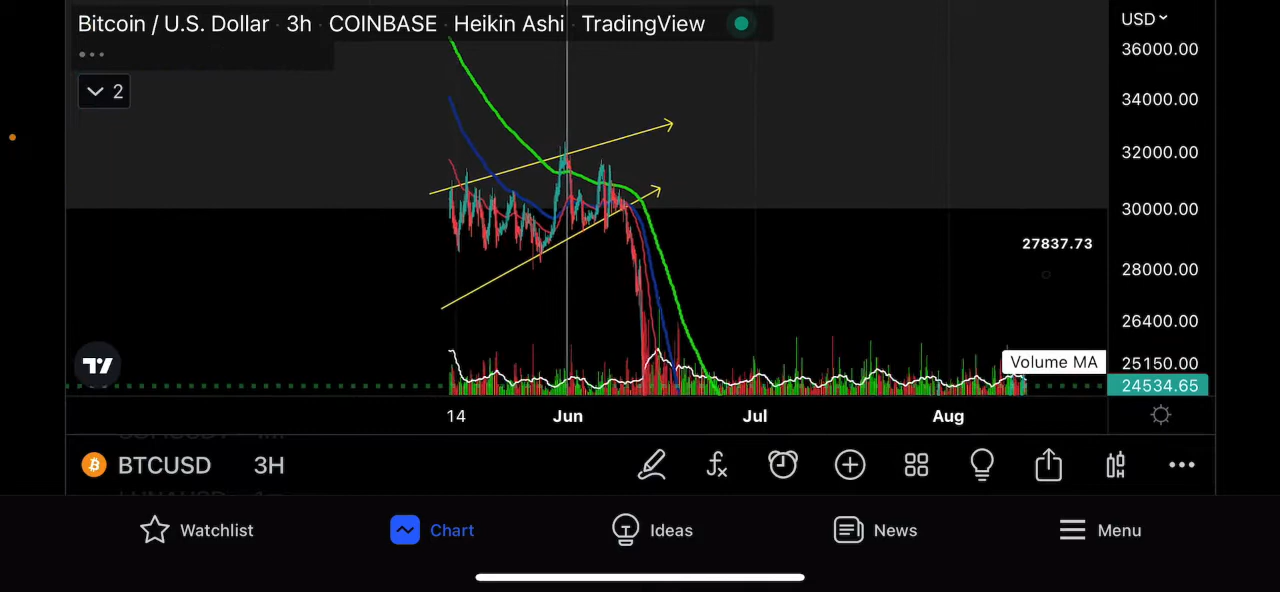 Bitcoin / U.S. Dollar · 3h · COINBASE · Heikin Ashi · TradingView
USD
36000.00
2
34000.00
32000.00
30000.00
27837.73
28000.00
26400.00
Volume MA
25150.00
24534.65
14
Jun
Jul
Aug
BTCUSD
3H
fx
H
Watchlist
Chart
Ideas
News
Menu